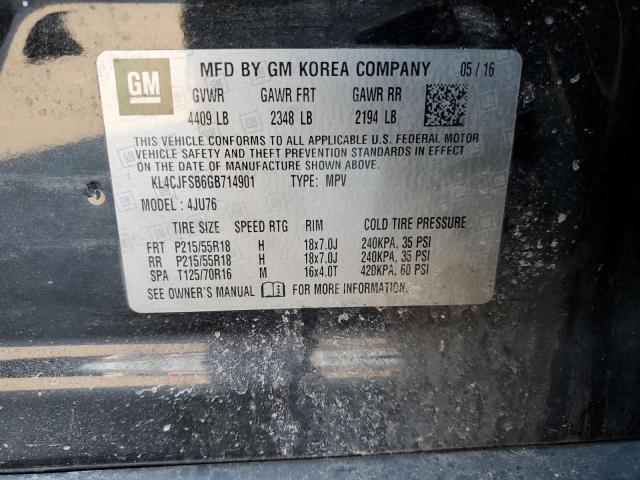 GM MFD BY GM KOREA COMPANY 05 / 16
GVWR GAWR FRT GAWR RR
4409 LB 2348 LB 2194 LB
THIS VEHICLE CONFORMS TO ALL APPLICABLE U.S. FEDERAL MOTOR
VEHICLE SAFETY AND THEFT PREVENTION STANDARDS IN EFFECT
ON THE DATE OF MANUFACTURE SHOWN ABOVE.
KL4CJFSB6GB714901 TYPE: MPV
MODEL : 4JU76
TIRE SIZE SPEED RTG RIM COLD TIRE PRESSURE
FRT P215/55R18 H 18x7.0J 240KPA, 35 PSI
RR P215/55R18 H 18x7.0J 240KPA, 35 PSI
SPA T125/70R16 M 16x4.0T 420KPA, 60 PSI
SEE OWNER'S MANUAL FOR MORE INFORMATION.